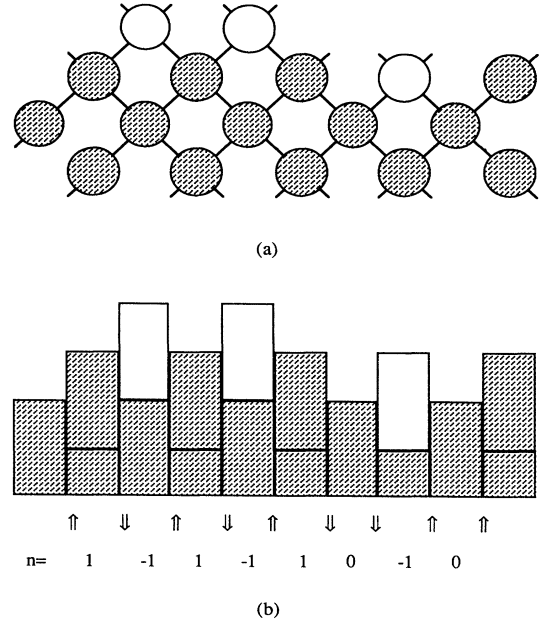 (a)
⇑ ⇓ ⇑ ⇓ ⇑ ⇓ ⇓ ⇑ ⇑
n= 1 -1 1 -1 1 0 -1 0
(b)